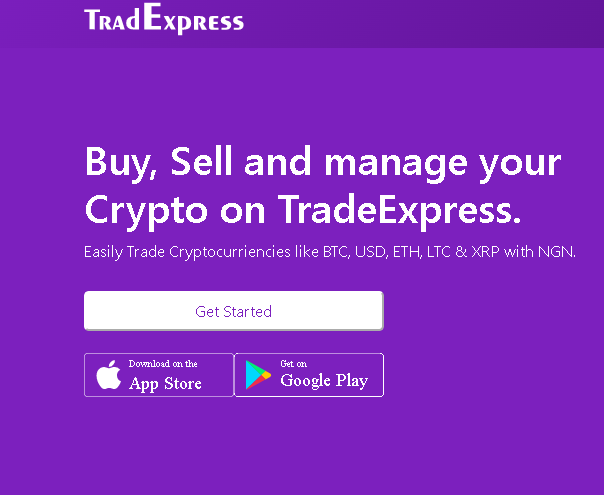 TradExpress
Buy, Sell and manage your
Crypto on TradeExpress.
Easily Trade Cryptocurriencies like BTC, USD, ETH, LTC & XRP with NGN.
Get Started
Download on the
App Store
Get on
Google Play